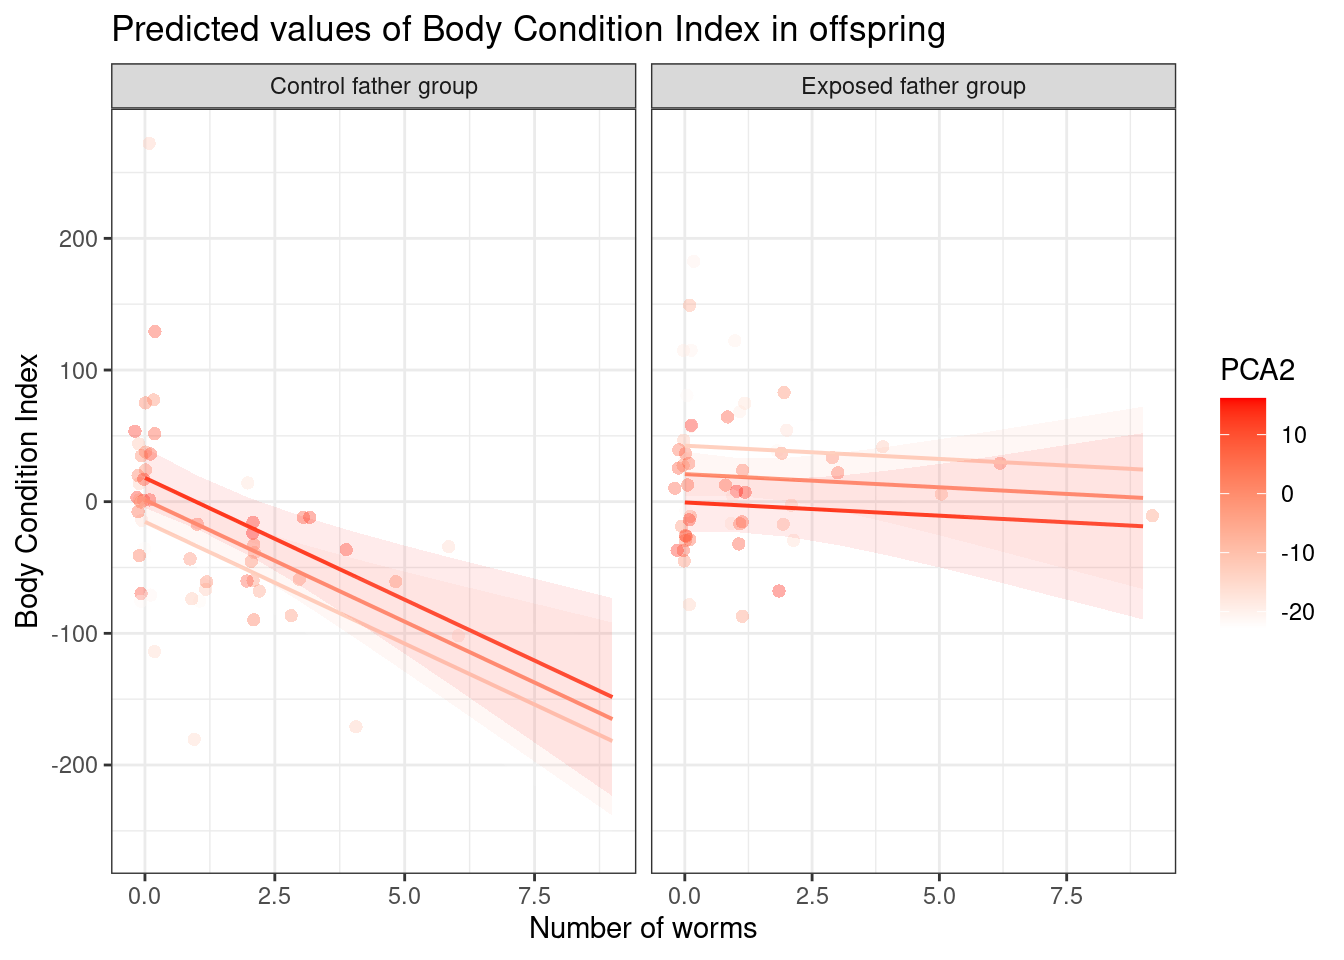 Predicted values of Body Condition Index in offspring
Control father group
Exposed father group
Body Condition Index
200
100
0
-100
-200
0.0
2.5
5.0
7.5
0.0
2.5
5.0
7.5
Number of worms
PCA2
10
0
-10
-20